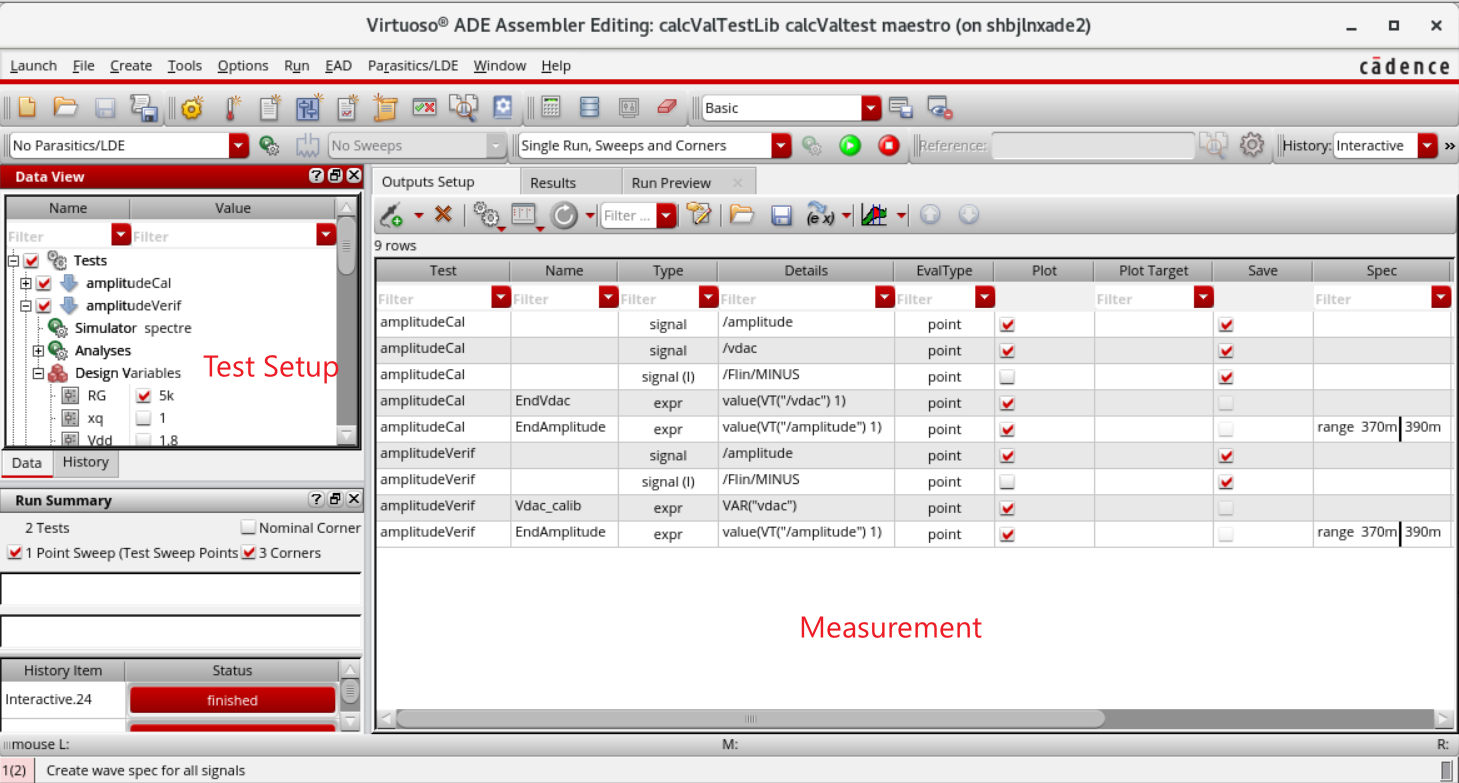 Virtuoso® ADE Assembler Editing: calcValTestLib calcValtest maestro (on shbjlnxade2)
Launch File Create Tools Options Run EAD Parasitics/LDE Window Help
cādence
Basic
No Parasitics/LDE
No Sweeps
Single Run, Sweeps and Corners
Reference:
History: Interactive
Data View
Name Value
Filter Filter
Tests
amplitudeCal
amplitudeVerif
Simulator spectre
Analyses
Test Setup
Design Variables
RG 5k
xq 1
Vdd 1.8
Data History
Run Summary
2 Tests Nominal Corner
1 Point Sweep (Test Sweep Points 3 Corners
History Item Status
Interactive.24 finished
Outputs Setup Results Run Preview
Filter ...
(e x)
9 rows
Test Name Type Details EvalType Plot Plot Target Save Spec
Filter Filter Filter Filter Filter Filter Filter
amplitudeCal signal /amplitude point
amplitudeCal signal /vdac point
amplitudeCal signal (I) /Flin/MINUS point
amplitudeCal EndVdac expr value(VT("/vdac") 1) point
amplitudeCal EndAmplitude expr value(VT("/amplitude") 1) point range 370m 390m
amplitudeVerif signal /amplitude point
amplitudeVerif signal (I) /Flin/MINUS point
amplitudeVerif Vdac_calib expr VAR("vdac") point
amplitudeVerif EndAmplitude expr value(VT("/amplitude") 1) point range 370m 390m
Measurement
mouse L: M: R:
1(2) Create wave spec for all signals